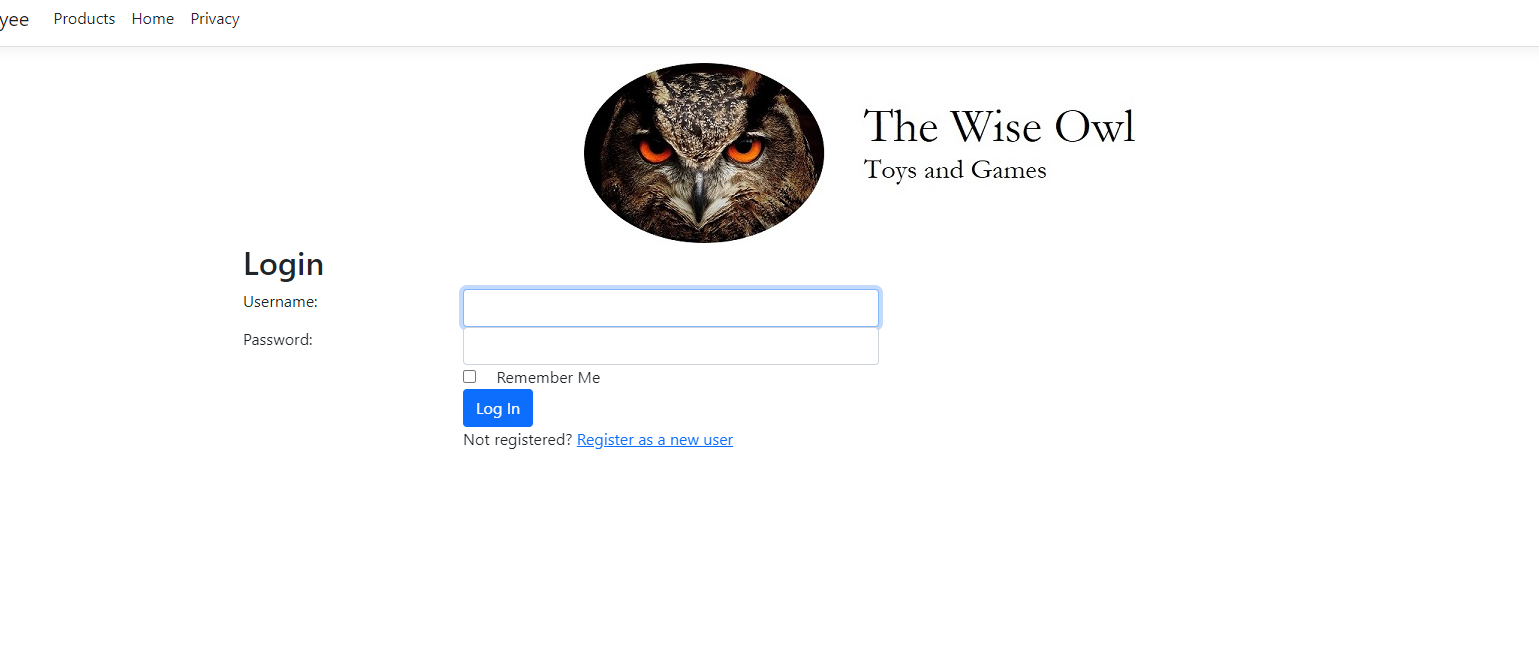 yee Products Home Privacy
The Wise Owl
Toys and Games
Login
Username:
Password:
Remember Me
Log In
Not registered? Register as a new user